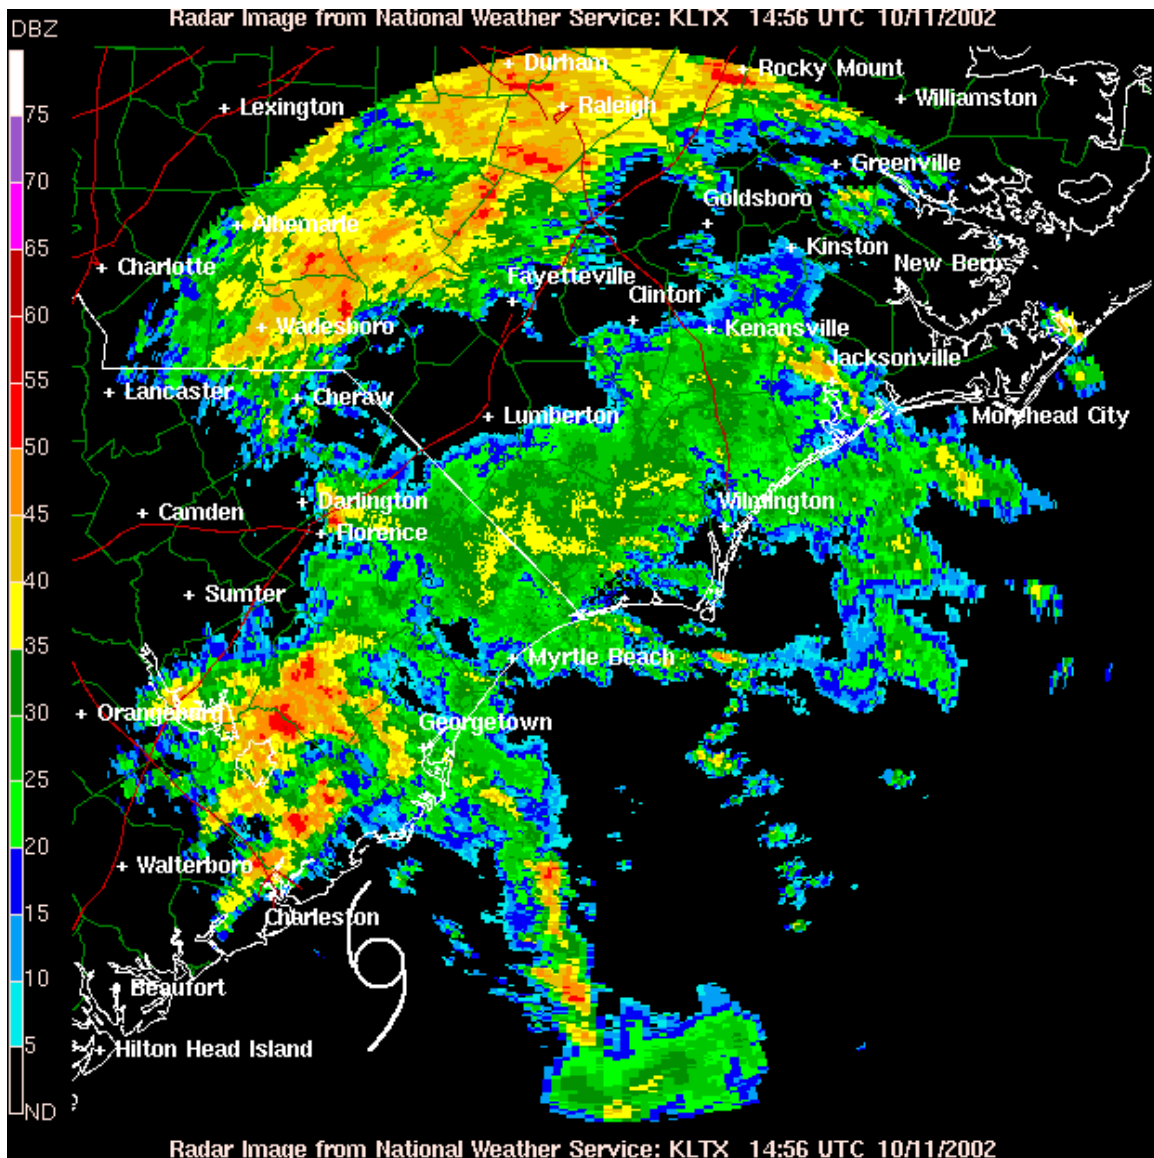 Radar Image from National Weather Service: KLTX 14:56 UTC 10/11/2002
DBZ
Durham
Rocky Mount
75
Lexington
Raleigh
Williamston
70
Greenville
Goldsboro
65
Albemarle
Kinston
Charlotte
New Bern
Fayetteville
Clinton
60
Wadesboro
Kenansville
Jacksonville
55
Lancaster
Cheraw
Lumberton
Morehead City
50
Darlington
Wilmington
Camden
45
Florence
40
Sumter
35
Myrtle Beach
30
Orangeburg
Georgetown
25
20
Walterboro
15
Charleston
10
Beaufort
5
Hilton Head Island
ND
Radar Image from National Weather Service: KLTX 14:56 UTC 10/11/2002